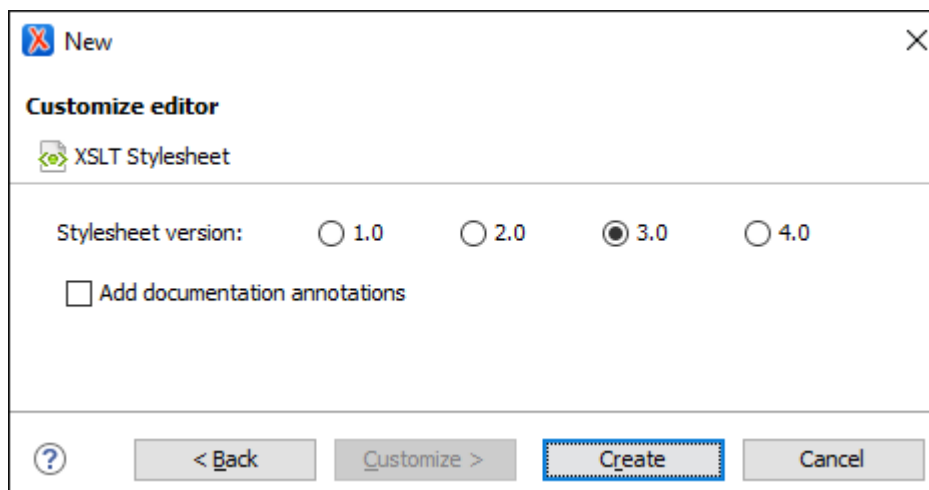 New
Customize editor
XSLT Stylesheet
Stylesheet version: 1.0 2.0 3.0 4.0
Add documentation annotations
? < Back Customize > Create Cancel